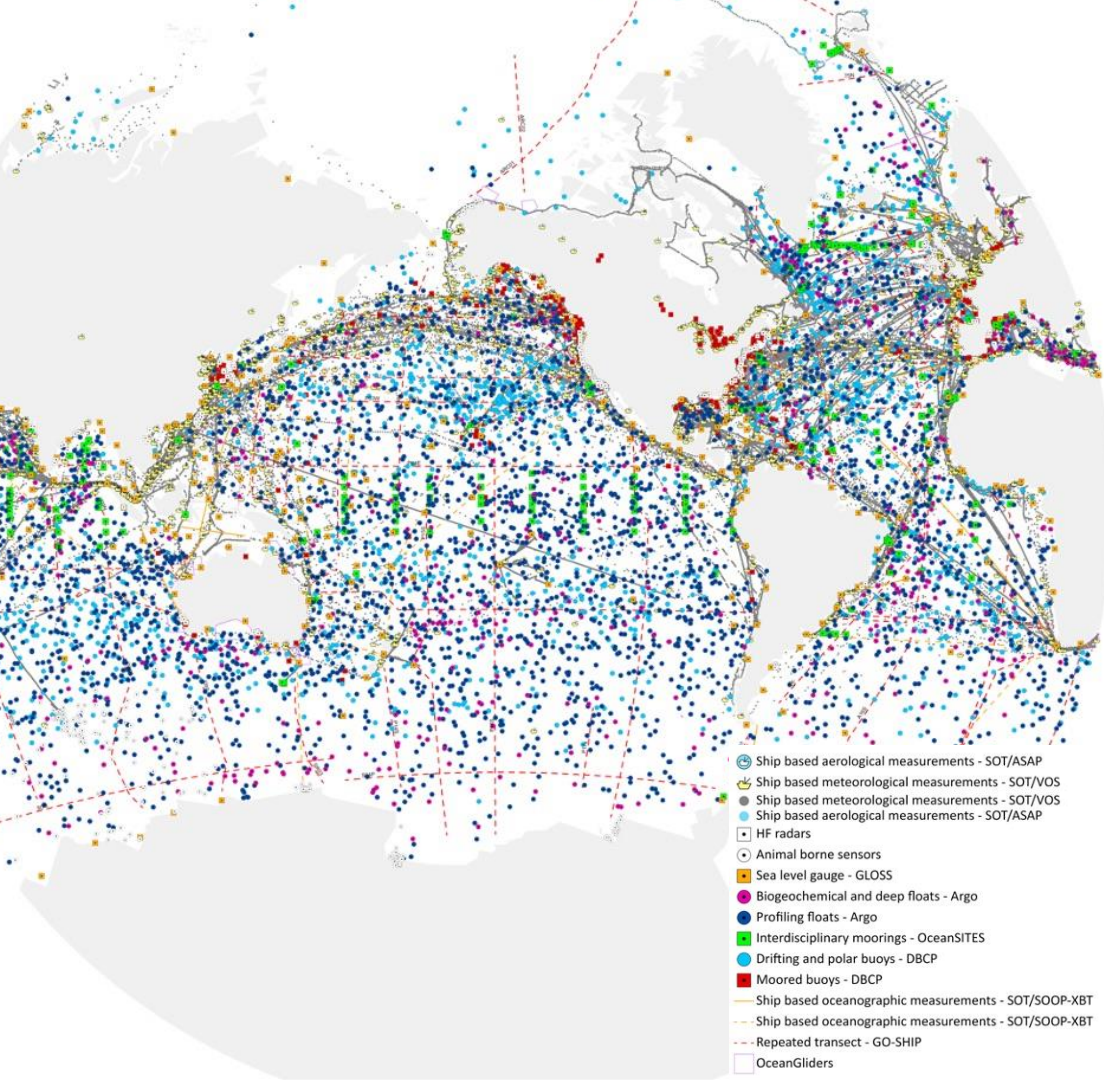 Ship based aerological measurements - SOT/ASAP
Ship based meteorological measurements - SOT/VOS
Ship based meteorological measurements - SOT/VOS
Ship based aerological measurements - SOT/ASAP
HF radars
Animal borne sensors
Sea level gauge - GLOSS
Biogeochemical and deep floats - Argo
Profiling floats - Argo
Interdisciplinary moorings - OceanSITES
Drifting and polar buoys - DBCP
Moored buoys - DBCP
Ship based oceanographic measurements - SOT/SOOP-XBT
Ship based oceanographic measurements - SOT/SOOP-XBT
Repeated transect - GO-SHIP
OceanGliders